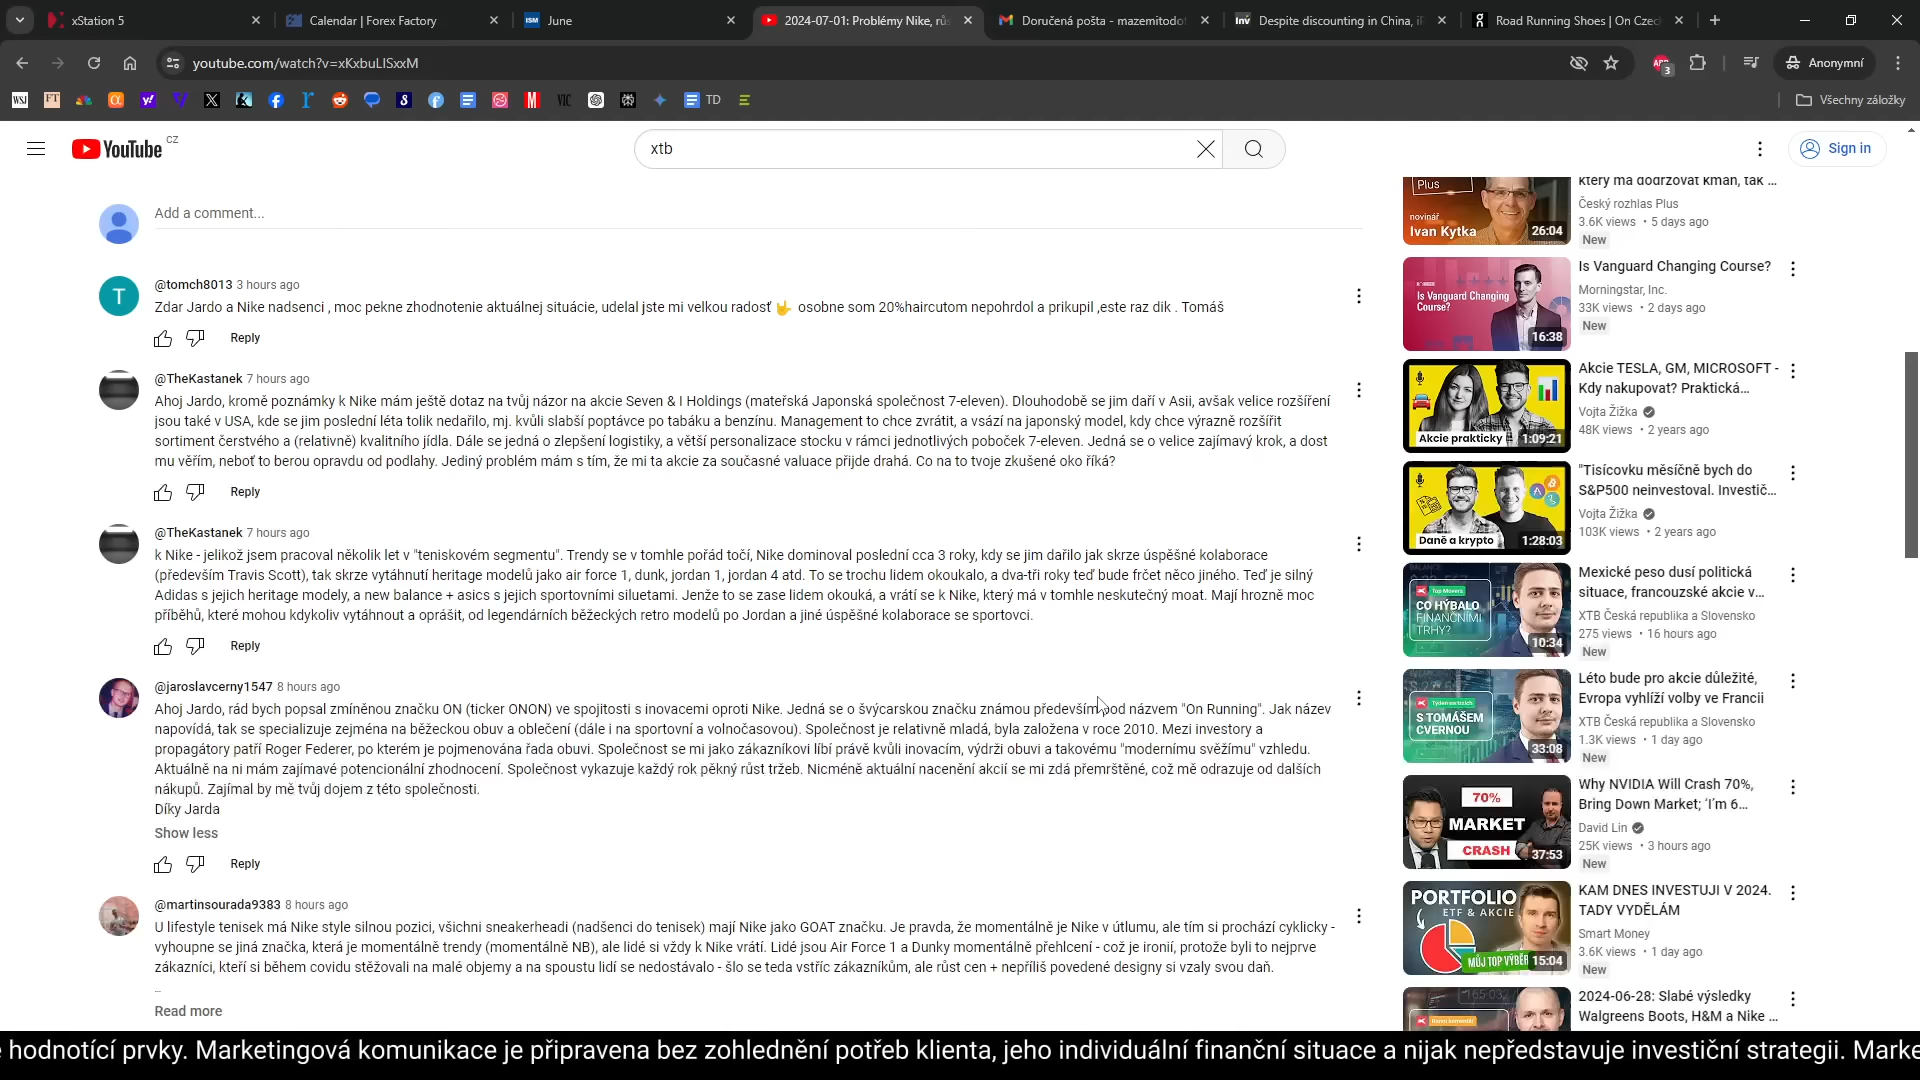 xStation 5
Calendar | Forex Factory
ISM June
2024-07-01: Problémy Nike, rů
Doručená pošta - mazemitodo
Inv Despite discounting in China, i
Road Running Shoes | On Czec
youtube.com/watch?v=xKxbuLISxxM
3
Anonymní
WSJ FT
TD
Všechny záložky
YouTube CZ
xtb
Sign in
Add a comment...
T
@tomch8013 3 hours ago
Zdar Jardo a Nike nadsenci , moc pekne zhodnotenie aktuálnej situácie, udelal jste mi velkou radosť 🤟 osobne som 20%haircutom nepohrdol a prikupil ,este raz dik . Tomáš
Reply
@TheKastanek 7 hours ago
Ahoj Jardo, kromě poznámky k Nike mám ještě dotaz na tvůj názor na akcie Seven & I Holdings (mateřská Japonská společnost 7-eleven). Dlouhodobě se jim daří v Asii, avšak velice rozšíření
jsou také v USA, kde se jim poslední léta tolik nedařilo, mj. kvůli slabší poptávce po tabáku a benzínu. Management to chce zvrátit, a vsází na japonský model, kdy chce výrazně rozšířit
sortiment čerstvého a (relativně) kvalitního jídla. Dále se jedná o zlepšení logistiky, a větší personalizace stocku v rámci jednotlivých poboček 7-eleven. Jedná se o velice zajímavý krok, a dost
mu věřím, neboť to berou opravdu od podlahy. Jediný problém mám s tím, že mi ta akcie za současné valuace přijde drahá. Co na to tvoje zkušené oko říká?
Reply
@TheKastanek 7 hours ago
k Nike - jelikož jsem pracoval několik let v "teniskovém segmentu". Trendy se v tomhle pořád točí, Nike dominoval poslední cca 3 roky, kdy se jim dařilo jak skrze úspěšné kolaborace
(především Travis Scott), tak skrze vytáhnutí heritage modelů jako air force 1, dunk, jordan 1, jordan 4 atd. To se trochu lidem okoukalo, a dva-tři roky teď bude frčet něco jiného. Teď je silný
Adidas s jejich heritage modely, a new balance + asics s jejich sportovními siluetami. Jenže to se zase lidem okouká, a vrátí se k Nike, který má v tomhle neskutečný moat. Mají hrozně moc
příběhů, které mohou kdykoliv vytáhnout a oprášit, od legendárních běžeckých retro modelů po Jordan a jiné úspěšné kolaborace se sportovci.
Reply
@jaroslavcerny1547 8 hours ago
Ahoj Jardo, rád bych popsal zmíněnou značku ON (ticker ONON) ve spojitosti s inovacemi oproti Nike. Jedná se o švýcarskou značku známou především pod názvem "On Running". Jak název
napovídá, tak se specializuje zejména na běžeckou obuv a oblečení (dále i na sportovní a volnočasovou). Společnost je relativně mladá, byla založena v roce 2010. Mezi investory a
propagátory patří Roger Federer, po kterém je pojmenována řada obuvi. Společnost se mi jako zákazníkovi líbí právě kvůli inovacím, výdrži obuvi a takovému "modernímu svěžímu" vzhledu.
Aktuálně na ni mám zajímavé potencionální zhodnocení. Společnost vykazuje každý rok pěkný růst tržeb. Nicméně aktuální nacenění akcií se mi zdá přemrštěné, což mě odrazuje od dalších
nákupů. Zajímal by mě tvůj dojem z této společnosti.
Díky Jarda
Show less
Reply
@martinsourada9383 8 hours ago
U lifestyle tenisek má Nike style silnou pozici, všichni sneakerheadi (nadšenci do tenisek) mají Nike jako GOAT značku. Je pravda, že momentálně je Nike v útlumu, ale tím si prochází cyklicky -
vyhoupne se jiná značka, která je momentálně trendy (momentálně NB), ale lidé si vždy k Nike vrátí. Lidé jsou Air Force 1 a Dunky momentálně přehlcení - což je ironií, protože byli to nejprve
zákazníci, kteří si během covidu stěžovali na malé objemy a na spoustu lidí se nedostávalo - šlo se teda vstříc zákazníkům, ale růst cen + nepříliš povedené designy si vzaly svou daň.
...
Read more
Plus
novinář
Ivan Kytka
26:04
který má dodržovat kmán, tak ...
Český rozhlas Plus
3.6K views • 5 days ago
New
Is Vanguard Changing
Course?
16:38
Is Vanguard Changing Course?
Morningstar, Inc.
33K views • 2 days ago
New
Akcie prakticky
1:09:21
Akcie TESLA, GM, MICROSOFT -
Kdy nakupovat? Praktická...
Vojta Žižka
48K views • 2 years ago
Daně a krypto
1:28:03
"Tisícovku měsíčně bych do
S&P500 neinvestoval. Investič...
Vojta Žižka
103K views • 2 years ago
Top Movers
CO HÝBALO
FINANČNÍMI
TRHY?
10:34
Mexické peso dusí politická
situace, francouzské akcie v...
XTB Česká republika a Slovensko
275 views • 16 hours ago
New
S TOMÁŠEM
CVERNOU
33:08
Léto bude pro akcie důležité,
Evropa vyhlíží volby ve Francii
XTB Česká republika a Slovensko
1.3K views • 1 day ago
New
70%
MARKET
CRASH
37:53
Why NVIDIA Will Crash 70%,
Bring Down Market; 'I'm 6...
David Lin
25K views • 3 hours ago
New
PORTFOLIO
ETF & AKCIE
MŮJ TOP VÝBĚR
15:04
KAM DNES INVESTUJI V 2024.
TADY VYDĚLÁM
Smart Money
3.6K views • 1 day ago
New
2024-06-28: Slabé výsledky
Walgreens Boots, H&M a Nike ...
hodnotící prvky. Marketingová komunikace je připravena bez zohlednění potřeb klienta, jeho individuální finanční situace a nijak nepředstavuje investiční strategii. Marke